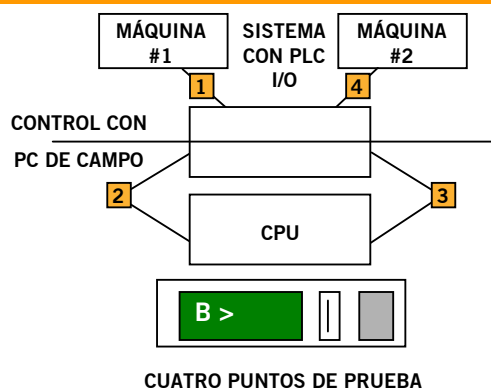 MÁQUINA
#1
SISTEMA
CON PLC
I/O
MÁQUINA
#2
1
4
CONTROL CON
PC DE CAMPO
2
3
CPU
B >
CUATRO PUNTOS DE PRUEBA